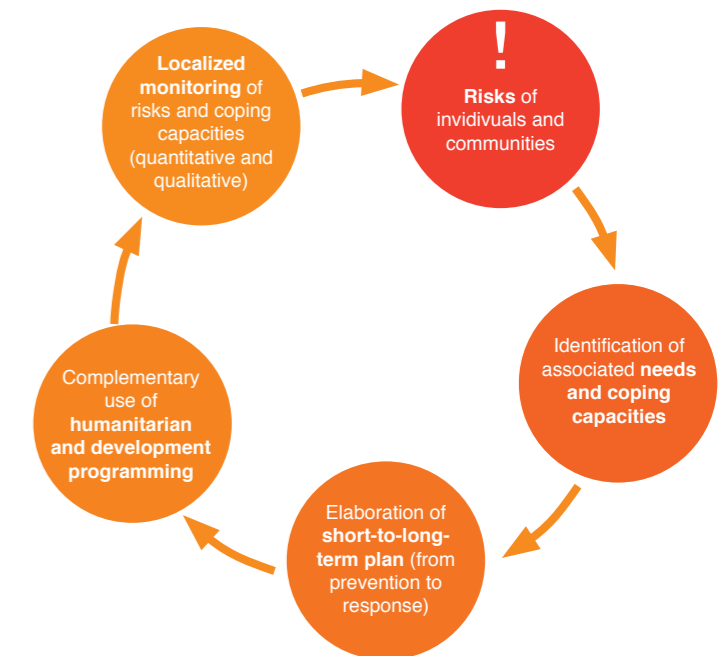 !
Risks of
invidivuals and
communities
Identification of
associated needs
and coping
capacities
Elaboration of
short-to-long-
term plan (from
prevention to
response)
Complementary
use of
humanitarian
and development
programming
Localized
monitoring of
risks and coping
capacities
(quantitative and
qualitative)